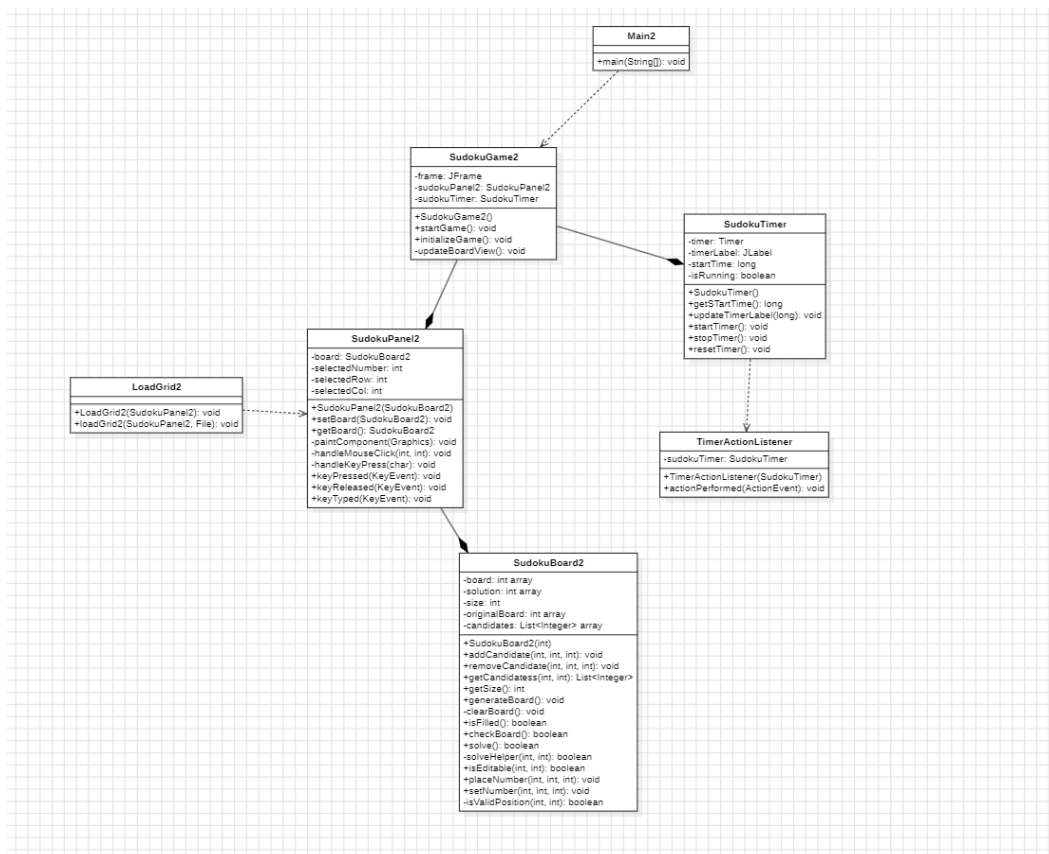 Main2
+main(String[]): void
SudokuGame2
-frame: JFrame
-sudokuPanel2: SudokuPanel2
-sudokuTimer: SudokuTimer
+SudokuGame2()
+startGame(): void
+initializeGame(): void
-updateBoardView(): void
SudokuTimer
-timer: Timer
-timerLabel: JLabel
-startTime: long
-isRunning: boolean
+SudokuTimer()
+getSTartTime(): long
+updateTimerLabel(long): void
+startTimer(): void
+stopTimer(): void
+resetTimer(): void
SudokuPanel2
-board: SudokuBoard2
-selectedNumber: int
-selectedRow: int
-selectedCol: int
+SudokuPanel2(SudokuBoard2)
+setBoard(SudokuBoard2): void
+getBoard(): SudokuBoard2
-paintComponent(Graphics): void
-handleMouseClick(int, int): void
-handleKeyPress(char): void
+keyPressed(KeyEvent): void
+keyReleased(KeyEvent): void
+keyTyped(KeyEvent): void
LoadGrid2
+LoadGrid2(SudokuPanel2): void
+loadGrid2(SudokuPanel2, File): void
TimerActionListener
-sudokuTimer: SudokuTimer
+TimerActionListener(SudokuTimer)
+actionPerformed(ActionEvent): void
SudokuBoard2
-board: int array
-solution: int array
-size: int
-originalBoard: int array
-candidates: List<Integer> array
+SudokuBoard2(int)
+addCandidate(int, int, int): void
+removeCandidate(int, int, int): void
+getCandidatess(int, int): List<Integer>
+getSize(): int
+generateBoard(): void
-clearBoard(): void
+isFilled(): boolean
+checkBoard(): boolean
+solve(): boolean
-solveHelper(int, int): boolean
+isEditable(int, int): boolean
+placeNumber(int, int, int): void
+setNumber(int, int, int): void
-isValidPosition(int, int): boolean